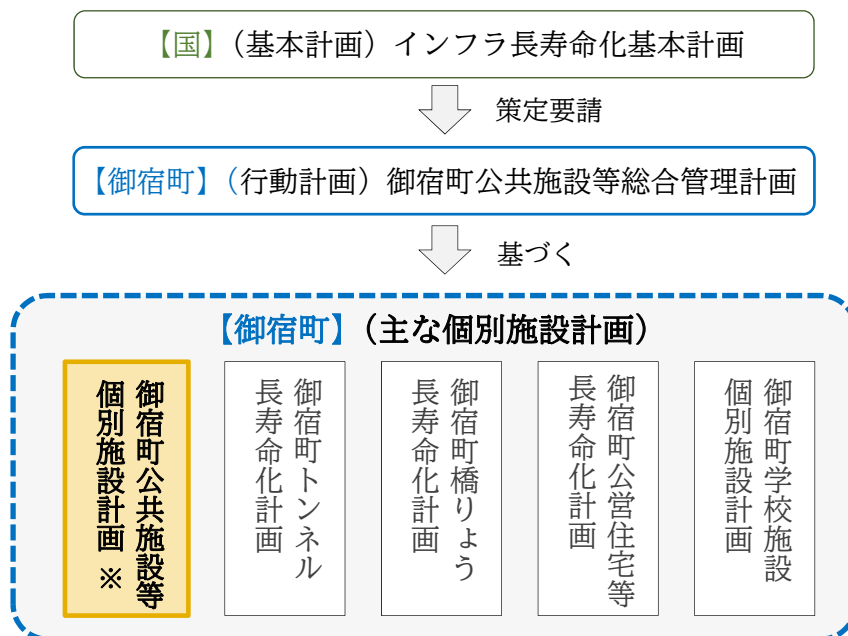 【国】（基本計画）インフラ長寿命化基本計画
策定要請
【御宿町】（行動計画）御宿町公共施設等総合管理計画
基づく
【御宿町】（主な個別施設計画）
御宿町公共施設等
個別施設計画 ※
御宿町トンネル
長寿命化計画
御宿町橋りょう
長寿命化計画
御宿町公営住宅等
長寿命化計画
御宿町学校施設
個別施設計画